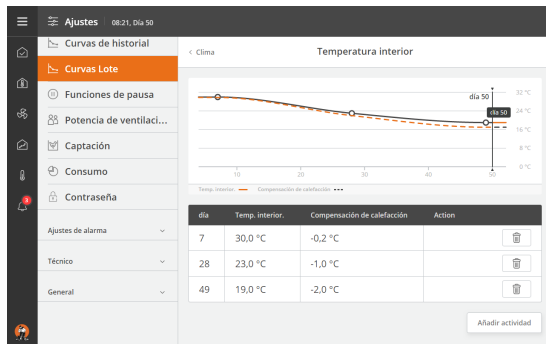 Ajustes 08:21, Día 50
Curvas de historial
Curvas Lote
Funciones de pausa
Potencia de ventilaci...
Captación
Consumo
Contraseña
Ajustes de alarma
Técnico
General
3
< Clima
Temperatura interior
día 50
día 50
32 °C
24 °C
16 °C
8 °C
0 °C
10 20 30 40 50
Temp. interior. Compensación de calefacción
día Temp. interior. Compensación de calefacción Action
7 30,0 °C -0,2 °C
28 23,0 °C -1,0 °C
49 19,0 °C -2,0 °C
Añadir actividad